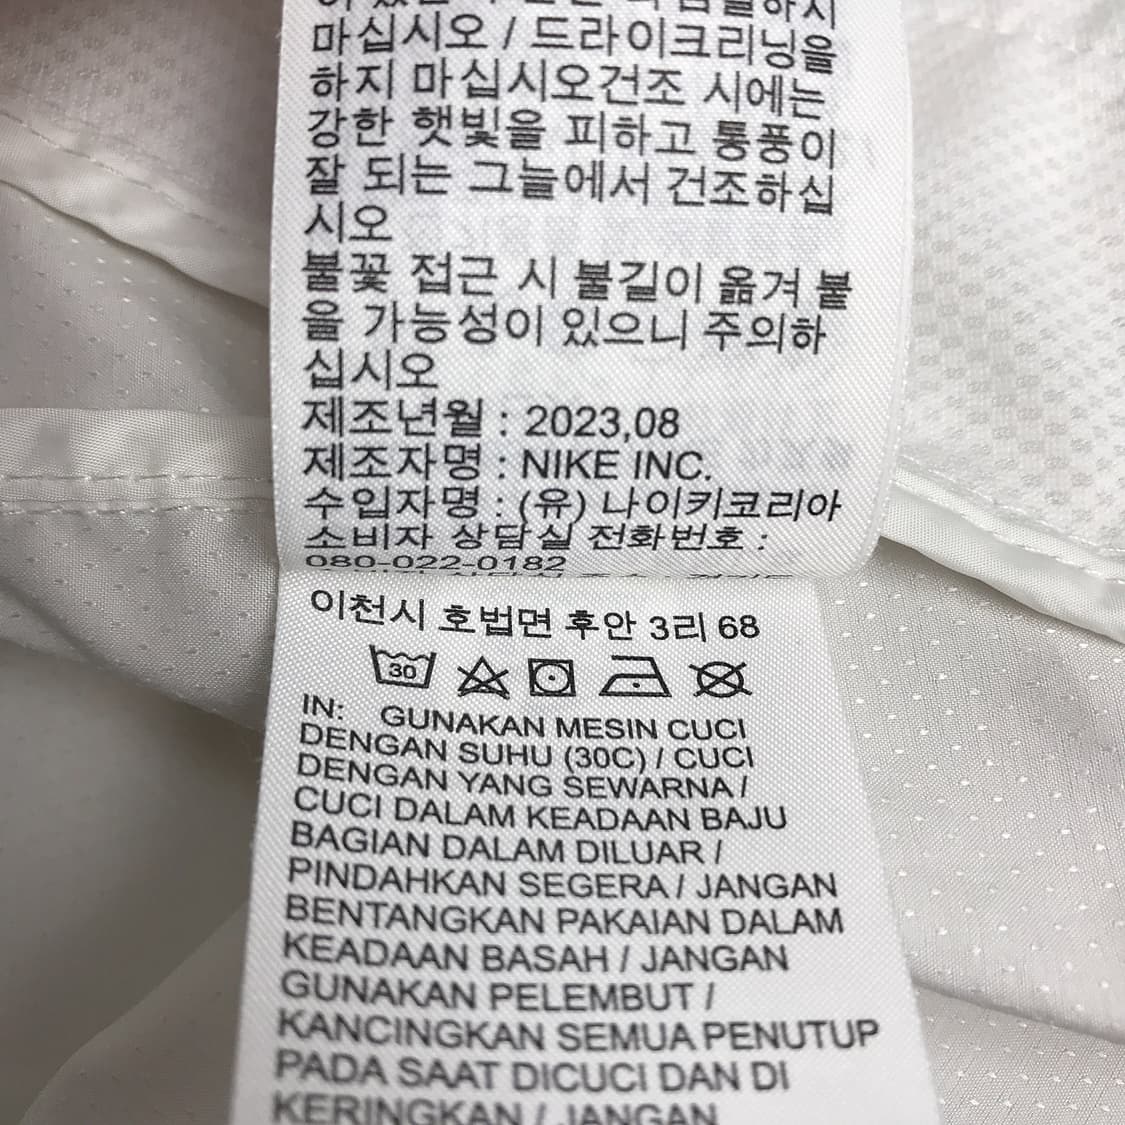 마십시오 / 드라이크리닝을
하지 마십시오건조 시에는
강한 햇빛을 피하고 통풍이
잘 되는 그늘에서 건조하십
시오
불꽃 접근 시 불길이 옮겨 붙
을 가능성이 있으니 주의하
십시오
제조년월 : 2023,08
제조자명 : NIKE INC.
수입자명 : (유) 나이키코리아
소비자 상담실 전화번호 :
080-022-0182
이천시 호법면 후안 3리 68
30
IN: GUNAKAN MESIN CUCI
DENGAN SUHU (30C) / CUCI
DENGAN YANG SEWARNA /
CUCI DALAM KEADAAN BAJU
BAGIAN DALAM DILUAR /
PINDAHKAN SEGERA / JANGAN
BENTANGKAN PAKAIAN DALAM
KEADAAN BASAH / JANGAN
GUNAKAN PELEMBUT /
KANCINGKAN SEMUA PENUTUP
PADA SAAT DICUCI DAN DI
KERINGKAN / JANGAN